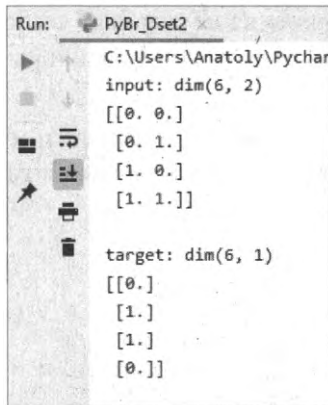 Run: PyBr_Dset2 ×
C:\Users\Anatoly\Pychar
input: dim(6, 2)
[[0. 0.]
[0. 1.]
[1. 0.]
[1. 1.]]
target: dim(6, 1)
[[0.]
[1.]
[1.]
[0.]]